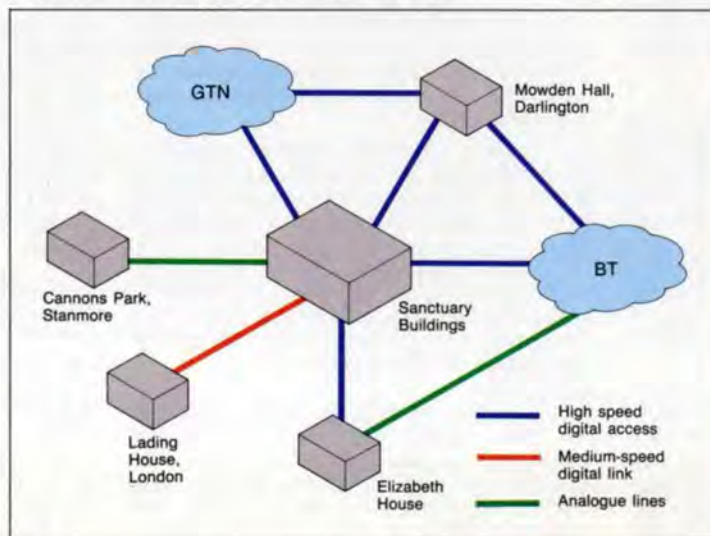 GTN
Mowden Hall,
Darlington
Cannons Park,
Stanmore
Sanctuary
Buildings
BT
Lading
House,
London
Elizabeth
House
High speed
digital access
Medium-speed
digital link
Analogue lines